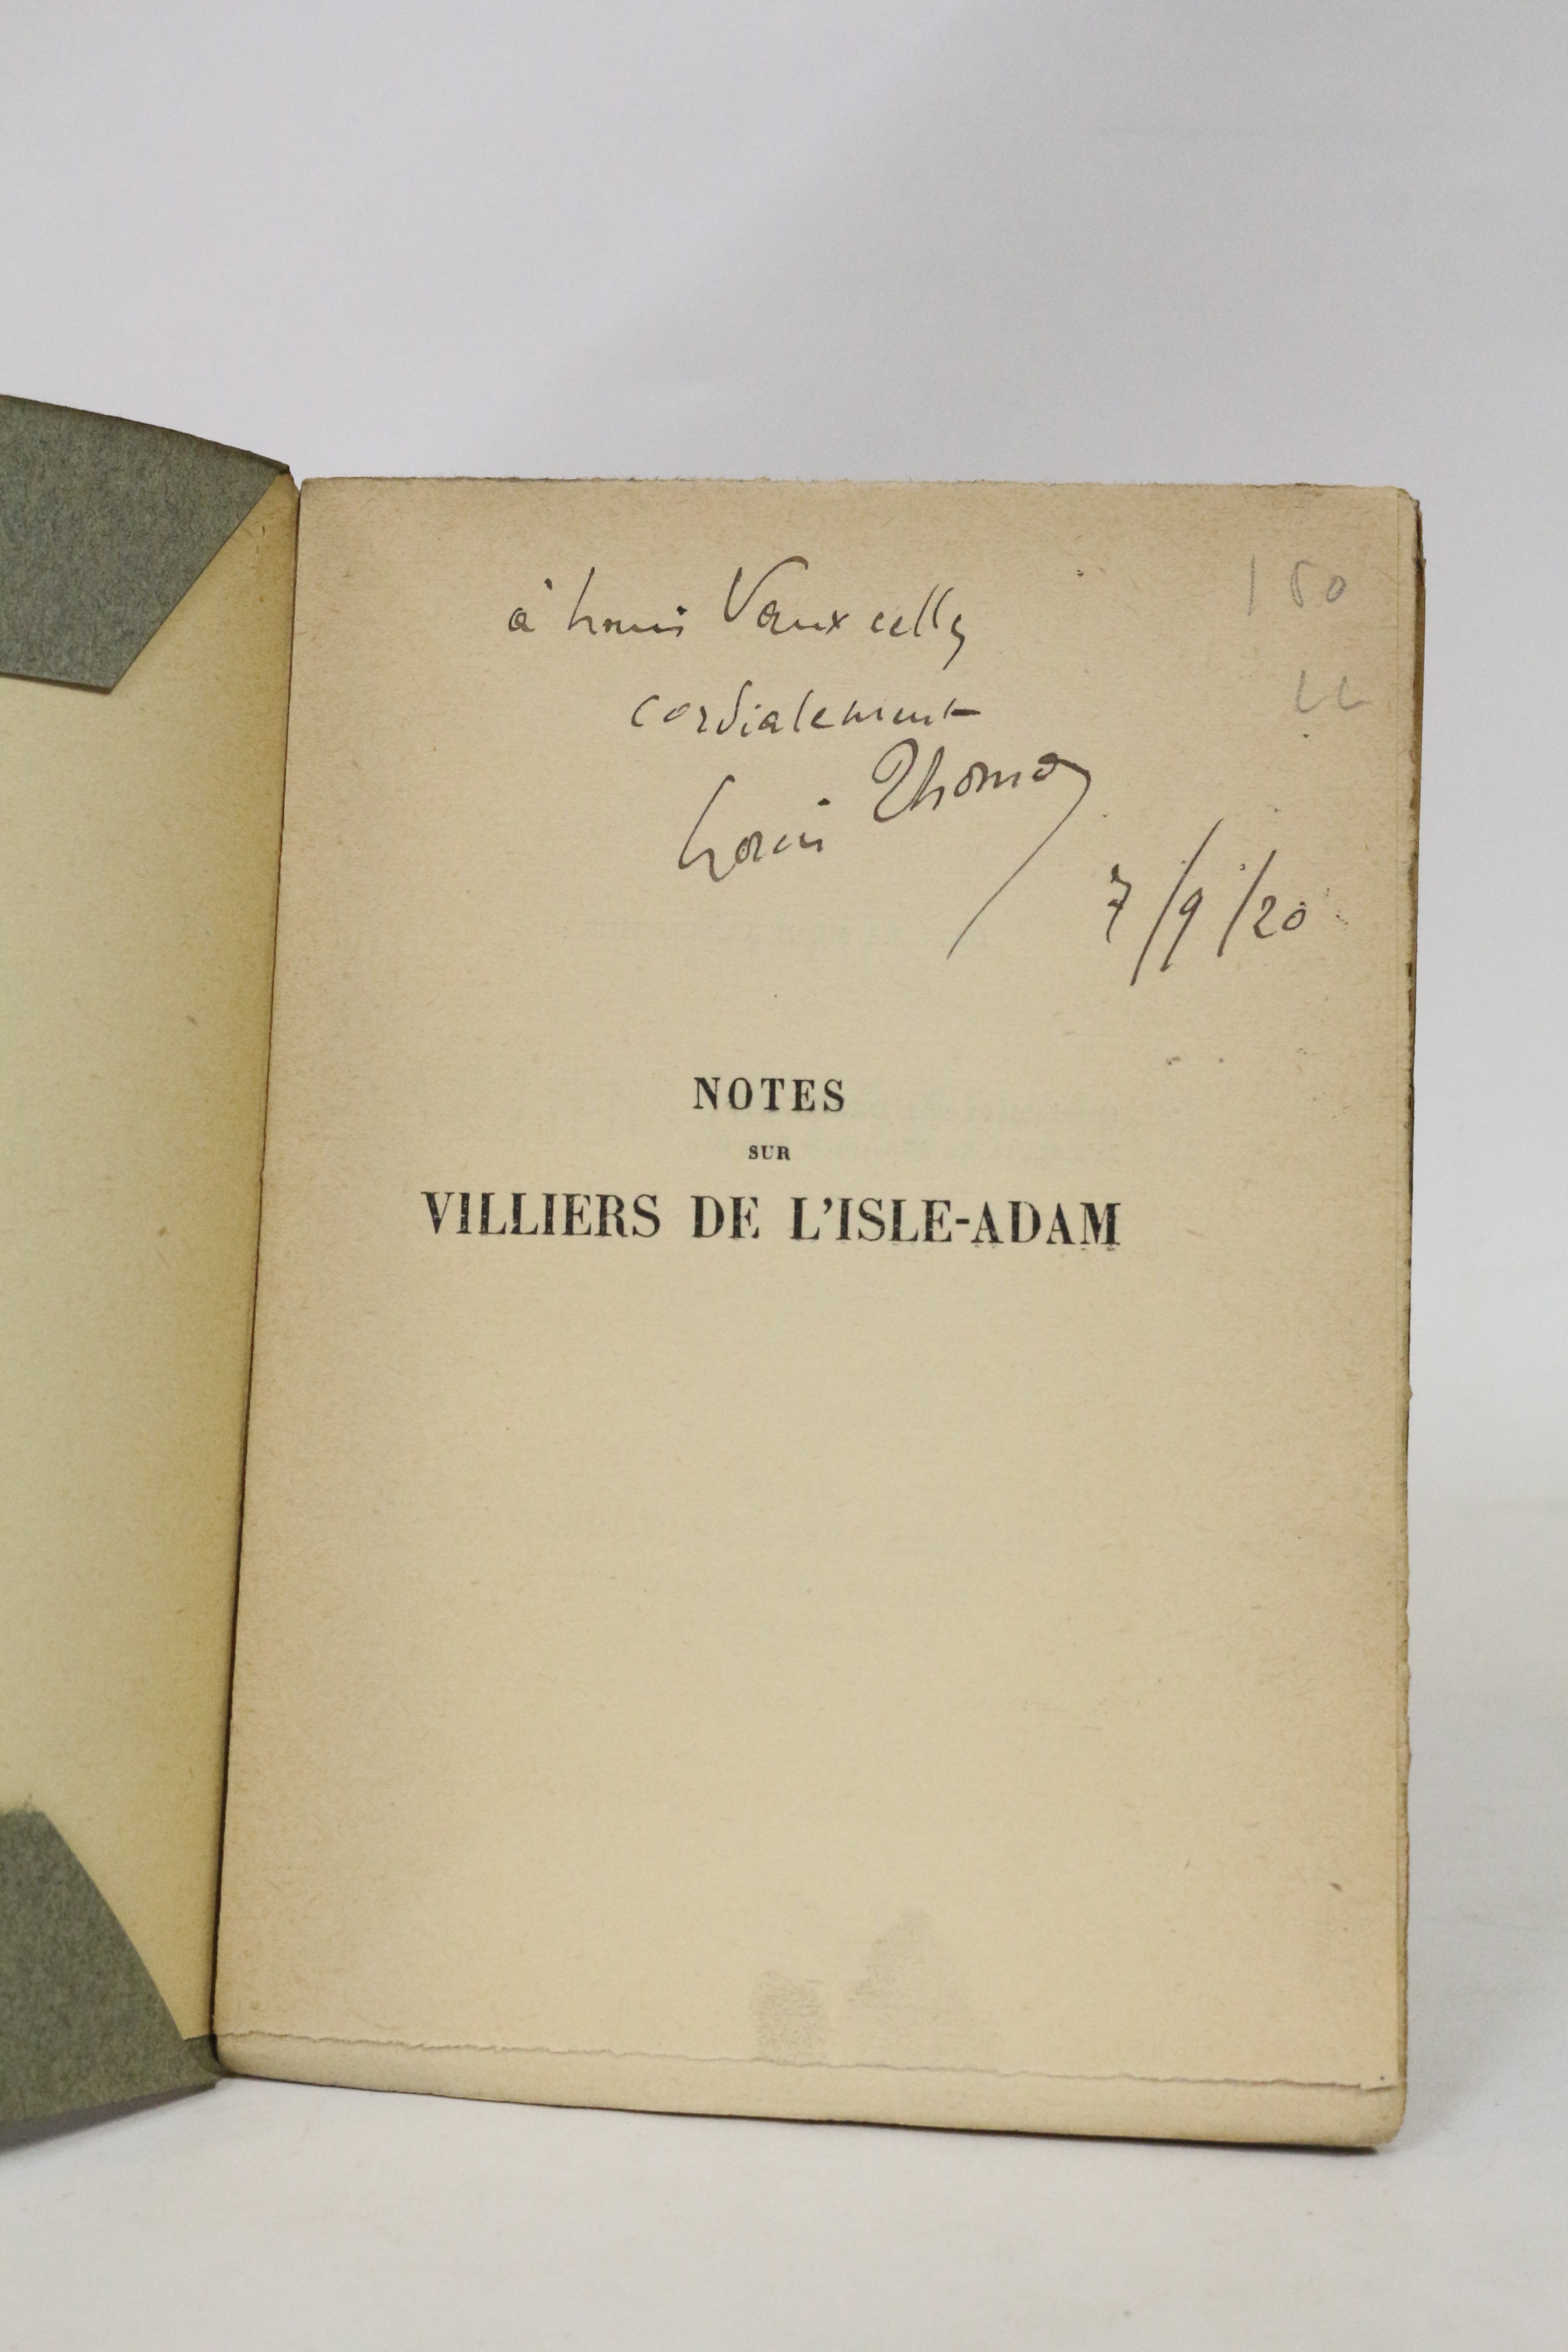 à Louis Vauxcelles
cordialement
Louis Thomas
7/9/20
150
NOTES
SUR
VILLIERS DE L'ISLE-ADAM